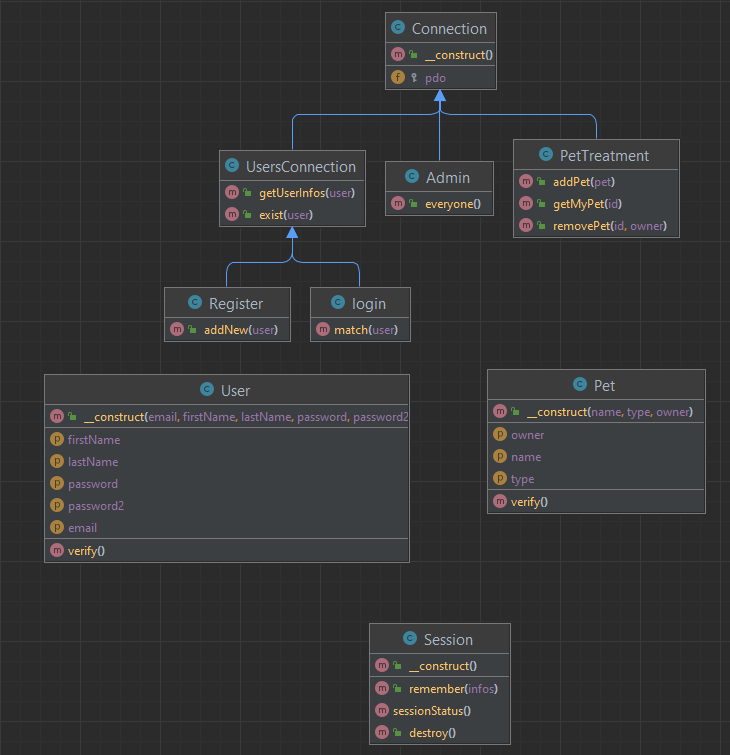 Connection
__construct()
pdo
UsersConnection
getUserInfos(user)
exist(user)
Admin
everyone()
PetTreatment
addPet(pet)
getMyPet(id)
removePet(id, owner)
Register
addNew(user)
login
match(user)
User
__construct(email, firstName, lastName, password, password2
firstName
lastName
password
password2
email
verify()
Pet
__construct(name, type, owner)
owner
name
type
verify()
Session
__construct()
remember(infos)
sessionStatus()
destroy()